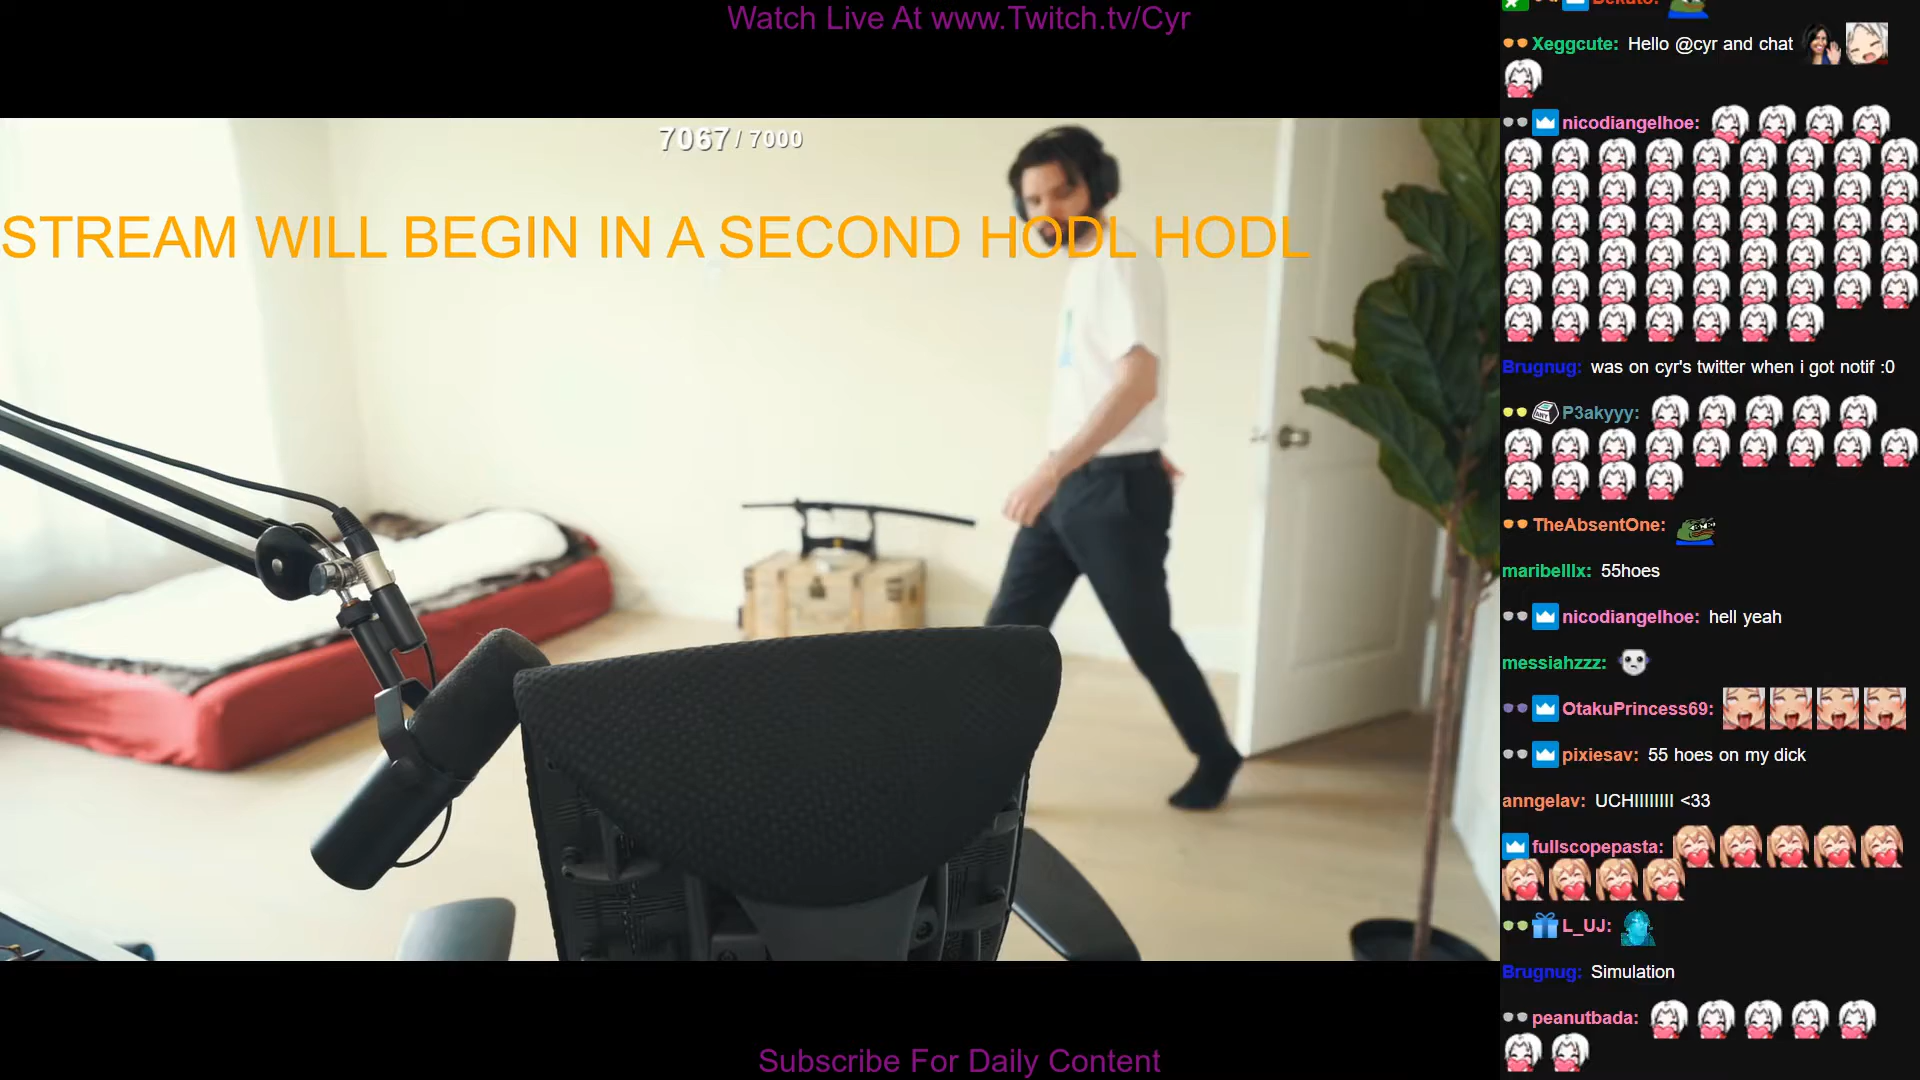 Watch Live At www.Twitch.tv/Cyr
7067 / 7000
STREAM WILL BEGIN IN A SECOND HODL HODL
Subscribe For Daily Content
Xeggcute: Hello @cyr and chat
nicodiangelhoe:
Brugnug: was on cyr's twitter when i got notif :0
P3akyyy:
TheAbsentOne:
maribelllx: 55hoes
nicodiangelhoe: hell yeah
messiahzzz:
OtakuPrincess69:
pixiesav: 55 hoes on my dick
anngelav: UCHIIIIIIII <33
fullscopepasta:
L_UJ:
Brugnug: Simulation
peanutbada: